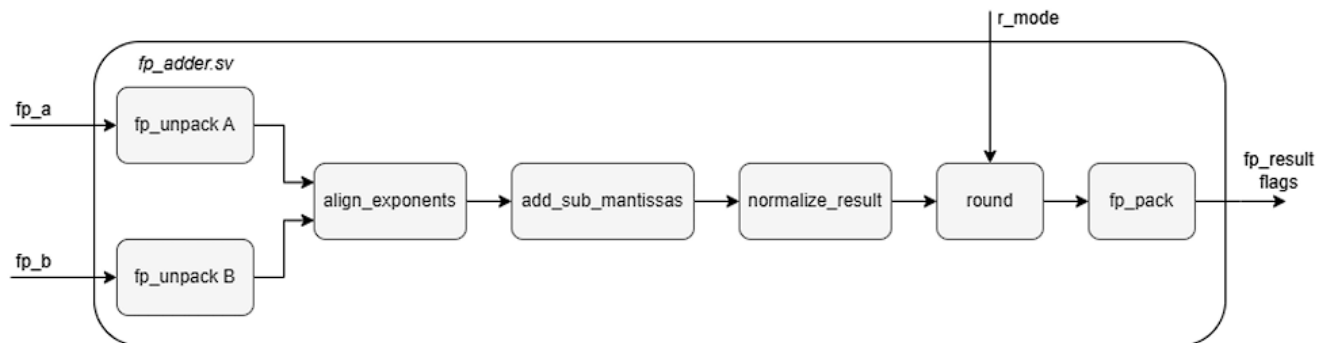 r_mode
fp_adder.sv
fp_a
fp_unpack A
fp_result
flags
align_exponents
add_sub_mantissas
normalize_result
round
fp_pack
fp_b
fp_unpack B